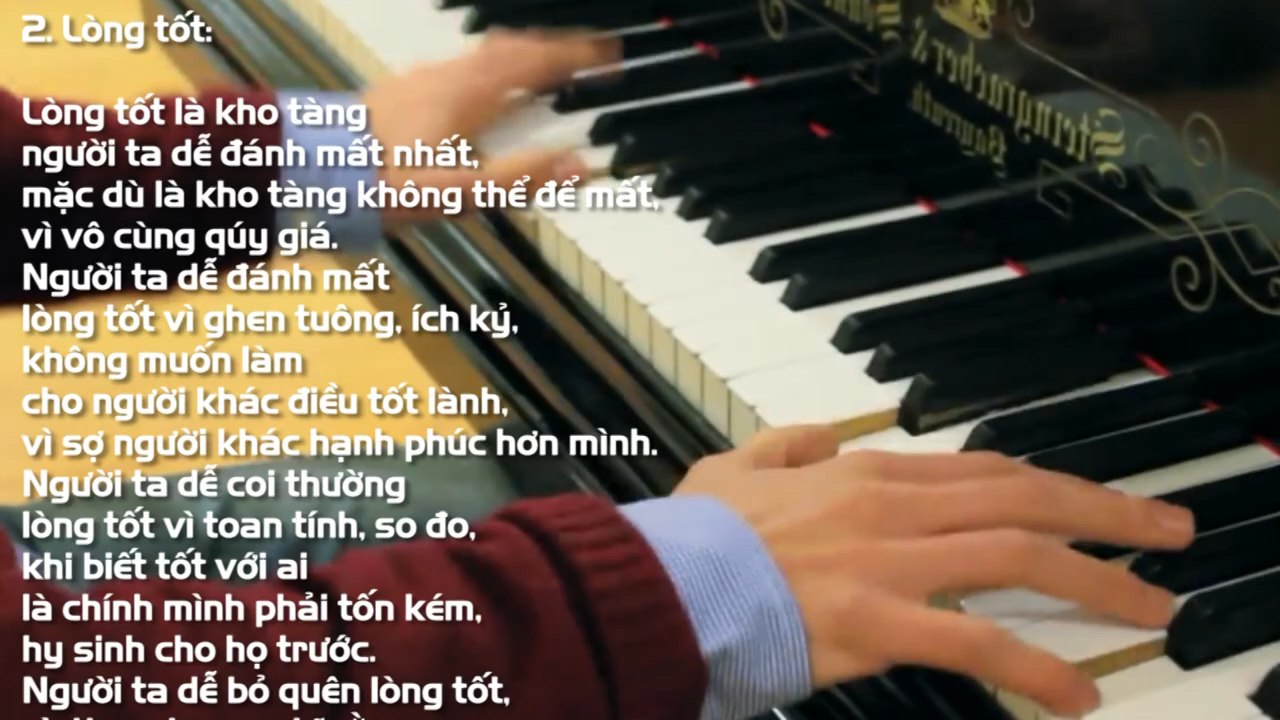 2. Lòng tốt:
Lòng tốt là kho tàng
người ta dễ đánh mất nhất,
mặc dù là kho tàng không thể để mất,
vì vô cùng qúy giá.
Người ta dễ đánh mất
lòng tốt vì ghen tuông, ích kỷ,
không muốn làm
cho người khác điều tốt lành,
vì sợ người khác hạnh phúc hơn mình.
Người ta dễ coi thường
lòng tốt vì toan tính, so đo,
khi biết tốt với ai
là chính mình phải tốn kém,
hy sinh cho họ trước.
Người ta dễ bỏ quên lòng tốt,
Steingraeber &
Bayreuth